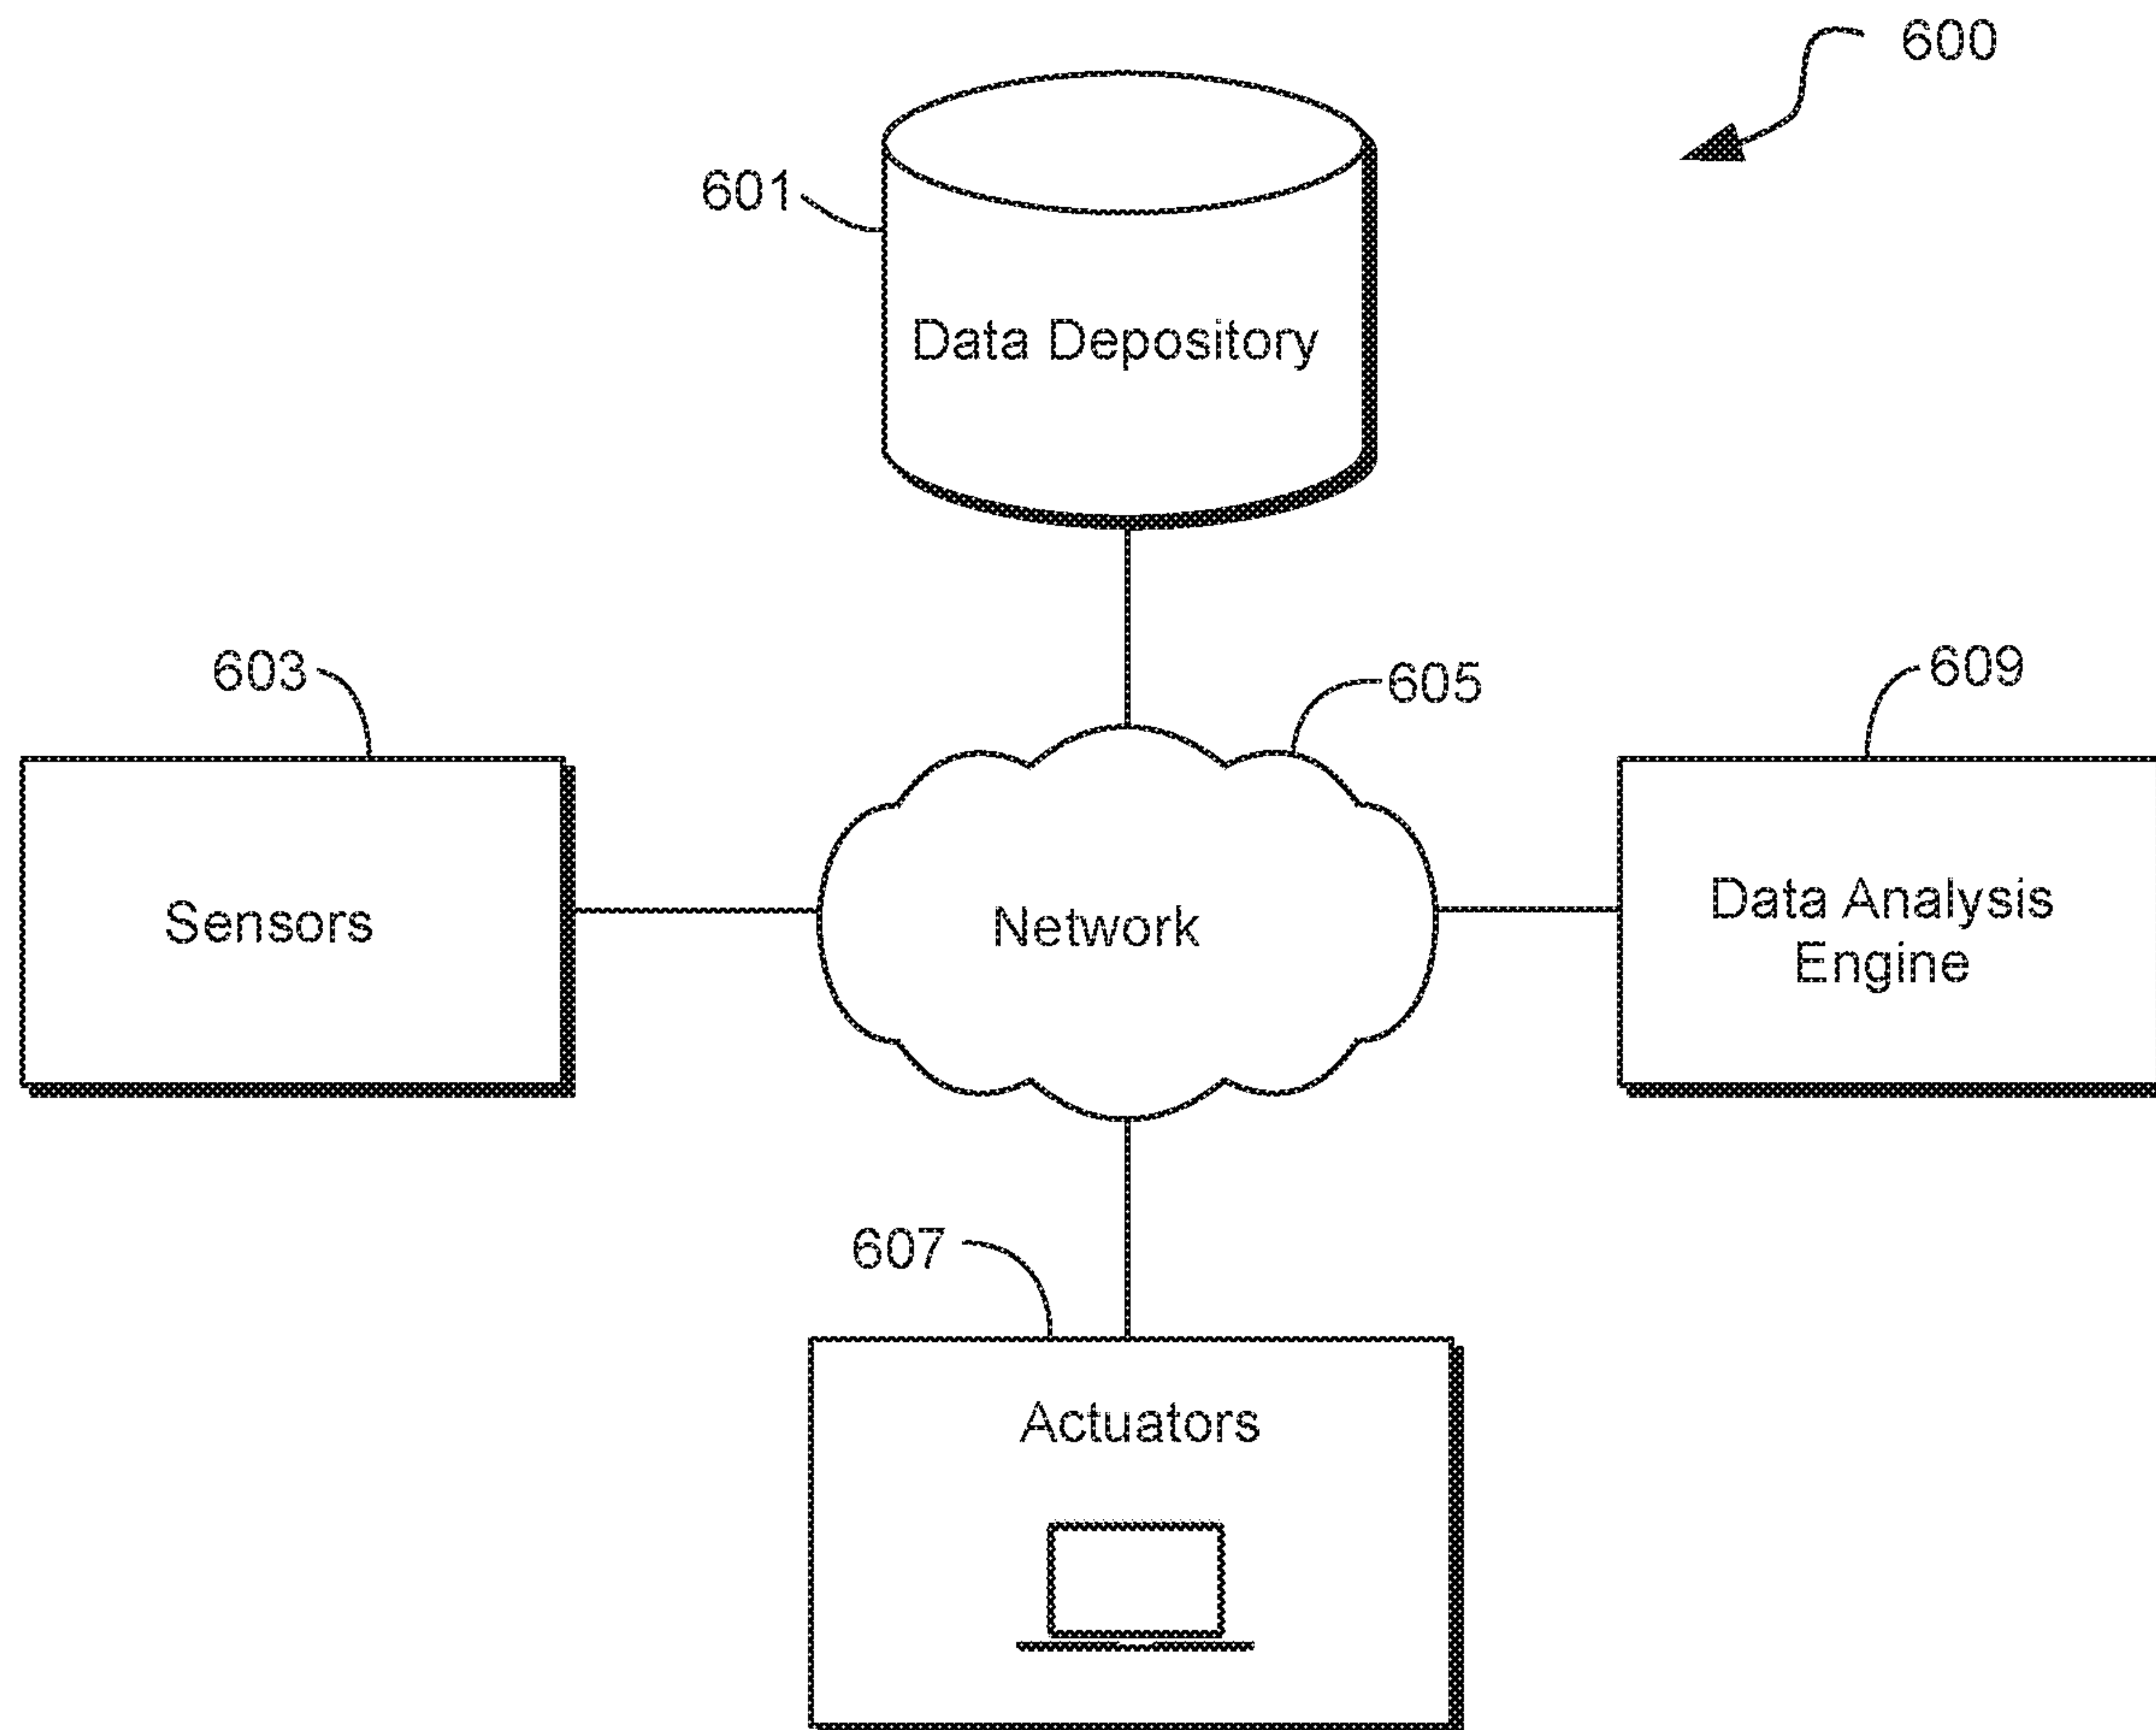 600
601
Data Depository
603
605
609
Sensors
Network
Data Analysis
Engine
607
Actuators